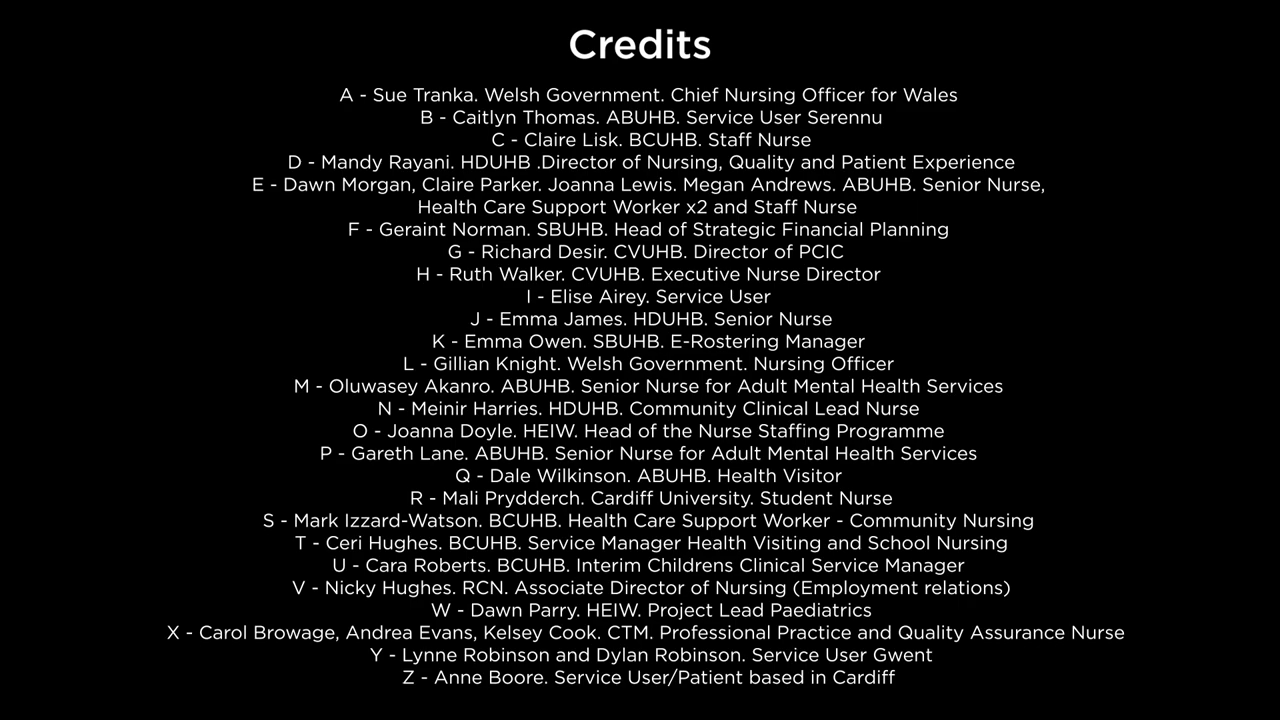 Credits
A - Sue Tranka. Welsh Government. Chief Nursing Officer for Wales
B - Caitlyn Thomas. ABUHB. Service User Serennu
C - Claire Lisk. BCUHB. Staff Nurse
D - Mandy Rayani. HDUHB .Director of Nursing, Quality and Patient Experience
E - Dawn Morgan, Claire Parker. Joanna Lewis. Megan Andrews. ABUHB. Senior Nurse,
Health Care Support Worker x2 and Staff Nurse
F - Geraint Norman. SBUHB. Head of Strategic Financial Planning
G - Richard Desir. CVUHB. Director of PCIC
H - Ruth Walker. CVUHB. Executive Nurse Director
I - Elise Airey. Service User
J - Emma James. HDUHB. Senior Nurse
K - Emma Owen. SBUHB. E-Rostering Manager
L - Gillian Knight. Welsh Government. Nursing Officer
M - Oluwasey Akanro. ABUHB. Senior Nurse for Adult Mental Health Services
N - Meinir Harries. HDUHB. Community Clinical Lead Nurse
O - Joanna Doyle. HEIW. Head of the Nurse Staffing Programme
P - Gareth Lane. ABUHB. Senior Nurse for Adult Mental Health Services
Q - Dale Wilkinson. ABUHB. Health Visitor
R - Mali Prydderch. Cardiff University. Student Nurse
S - Mark Izzard-Watson. BCUHB. Health Care Support Worker - Community Nursing
T - Ceri Hughes. BCUHB. Service Manager Health Visiting and School Nursing
U - Cara Roberts. BCUHB. Interim Childrens Clinical Service Manager
V - Nicky Hughes. RCN. Associate Director of Nursing (Employment relations)
W - Dawn Parry. HEIW. Project Lead Paediatrics
X - Carol Browage, Andrea Evans, Kelsey Cook. CTM. Professional Practice and Quality Assurance Nurse
Y - Lynne Robinson and Dylan Robinson. Service User Gwent
Z - Anne Boore. Service User/Patient based in Cardiff